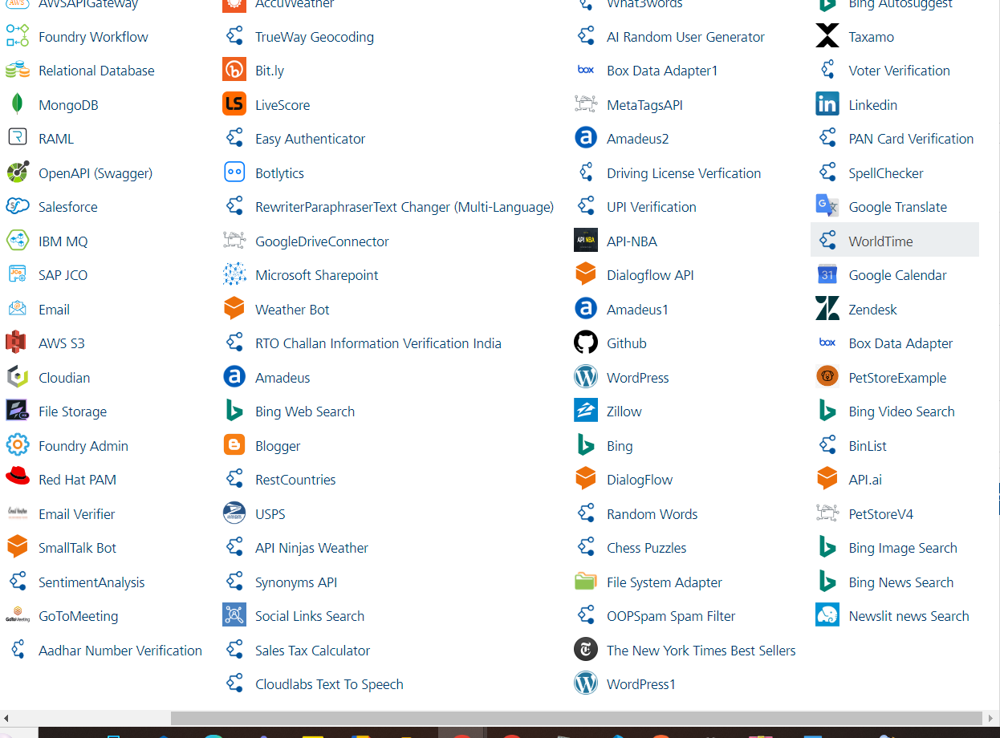 AWSAPIGateway
Foundry Workflow
Relational Database
MongoDB
RAML
OpenAPI (Swagger)
Salesforce
IBM MQ
SAP JCO
Email
AWS S3
Cloudian
File Storage
Foundry Admin
Red Hat PAM
Email Verifier
SmallTalk Bot
SentimentAnalysis
GoToMeeting
Aadhar Number Verification
AccuWeather
TrueWay Geocoding
Bit.ly
LS LiveScore
Easy Authenticator
Botlytics
RewriterParaphraserText Changer (Multi-Language)
GoogleDriveConnector
Microsoft Sharepoint
Weather Bot
RTO Challan Information Verification India
a Amadeus
Bing Web Search
Blogger
RestCountries
USPS
API Ninjas Weather
Synonyms API
Social Links Search
Sales Tax Calculator
Cloudlabs Text To Speech
What3words
AI Random User Generator
box Box Data Adapter1
MetaTagsAPI
a Amadeus2
Driving License Verfication
UPI Verification
API NBA API-NBA
Dialogflow API
a Amadeus1
Github
WordPress
Zillow
Bing
DialogFlow
Random Words
Chess Puzzles
File System Adapter
OOPSpam Spam Filter
The New York Times Best Sellers
WordPress1
Bing Autosuggest
Taxamo
Voter Verification
in Linkedin
PAN Card Verification
SpellChecker
G Google Translate
WorldTime
31 Google Calendar
Zendesk
box Box Data Adapter
PetStoreExample
Bing Video Search
BinList
API.ai
PetStoreV4
Bing Image Search
Bing News Search
Newslit news Search